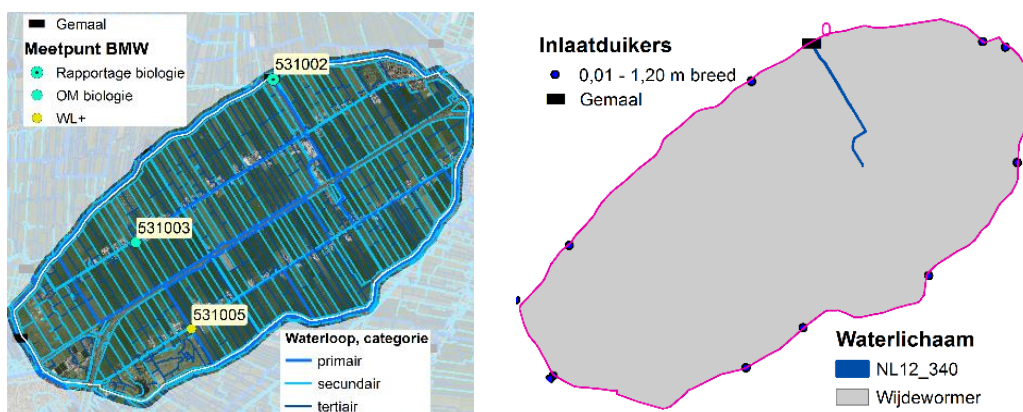 Gemaal
Meetpunt BMW
Rapportage biologie
OM biologie
WL+
531002
531003
531005
Waterloop, categorie
primair
secundair
tertiair
Inlaatduikers
0,01 - 1,20 m breed
Gemaal
Waterlichaam
NL12_340
Wijdewormer